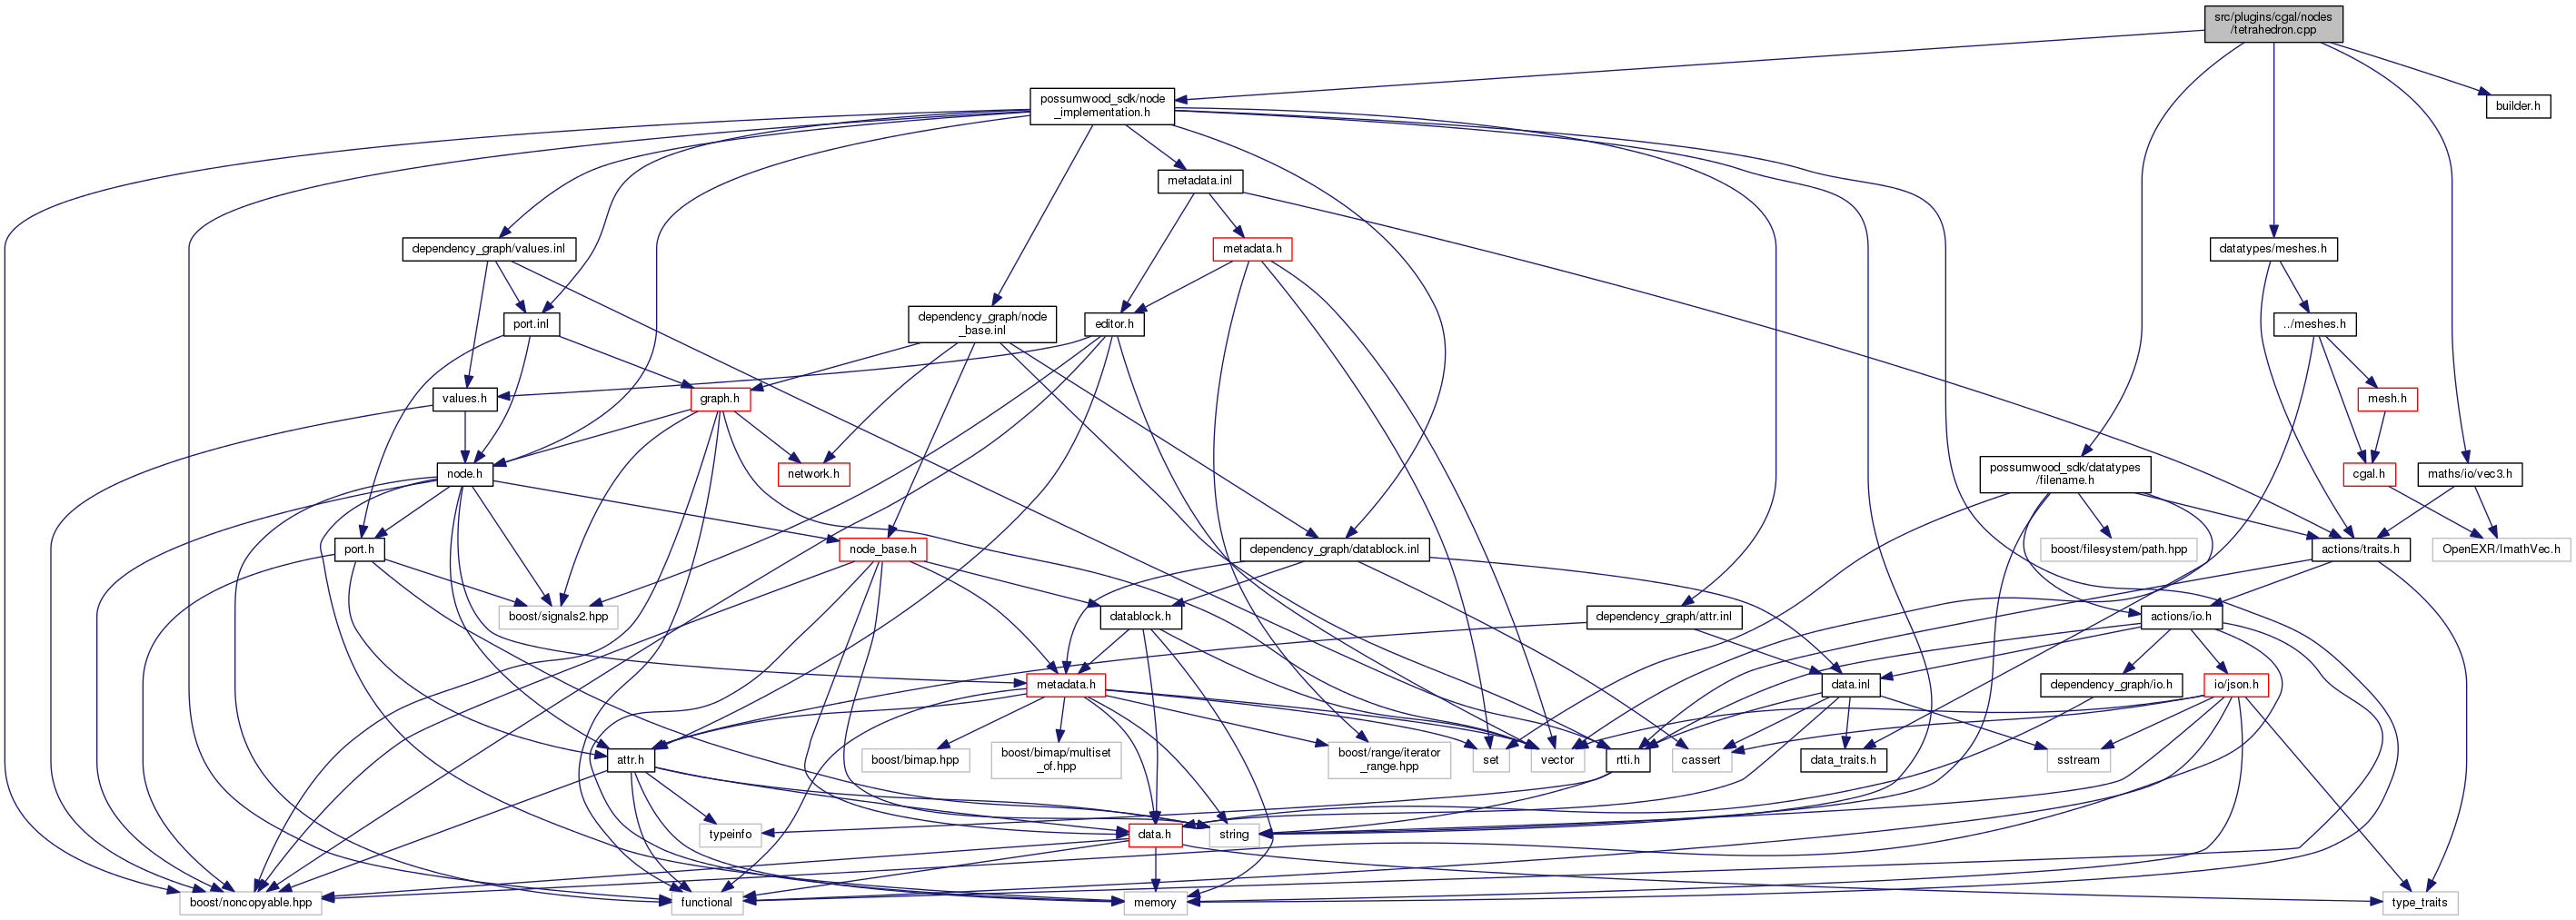 src/plugins/cgal/nodes
/tetrahedron.cpp
possumwood_sdk/node
_implementation.h
builder.h
metadata.inl
dependency_graph/values.inl
metadata.h
datatypes/meshes.h
port.inl
dependency_graph/node
_base.inl
editor.h
../meshes.h
values.h
graph.h
mesh.h
node.h
network.h
possumwood_sdk/datatypes
/filename.h
cgal.h
maths/io/vec3.h
port.h
node_base.h
dependency_graph/datablock.inl
boost/filesystem/path.hpp
actions/traits.h
OpenEXR/ImathVec.h
boost/signals2.hpp
datablock.h
dependency_graph/attr.inl
actions/io.h
metadata.h
data.inl
dependency_graph/io.h
io/json.h
attr.h
boost/bimap.hpp
boost/bimap/multiset
_of.hpp
boost/range/iterator
_range.hpp
set
vector
rtti.h
cassert
data_traits.h
sstream
typeinfo
data.h
string
boost/noncopyable.hpp
functional
memory
type_traits